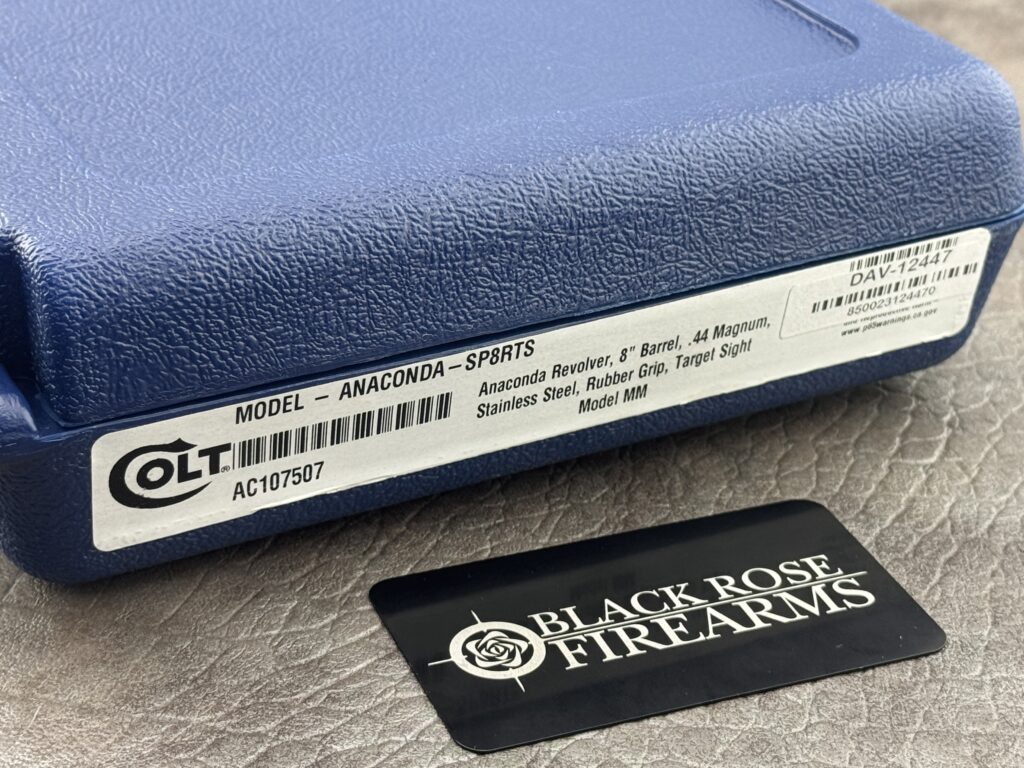 COLT®
MODEL - ANACONDA-SP8RTS
AC107507
Anaconda Revolver, 8" Barrel, .44 Magnum,
Stainless Steel, Rubber Grip, Target Sight
Model MM
DAV-12447
850023124470
www.p65warnings.ca.gov
BLACK ROSE
FIREARMS